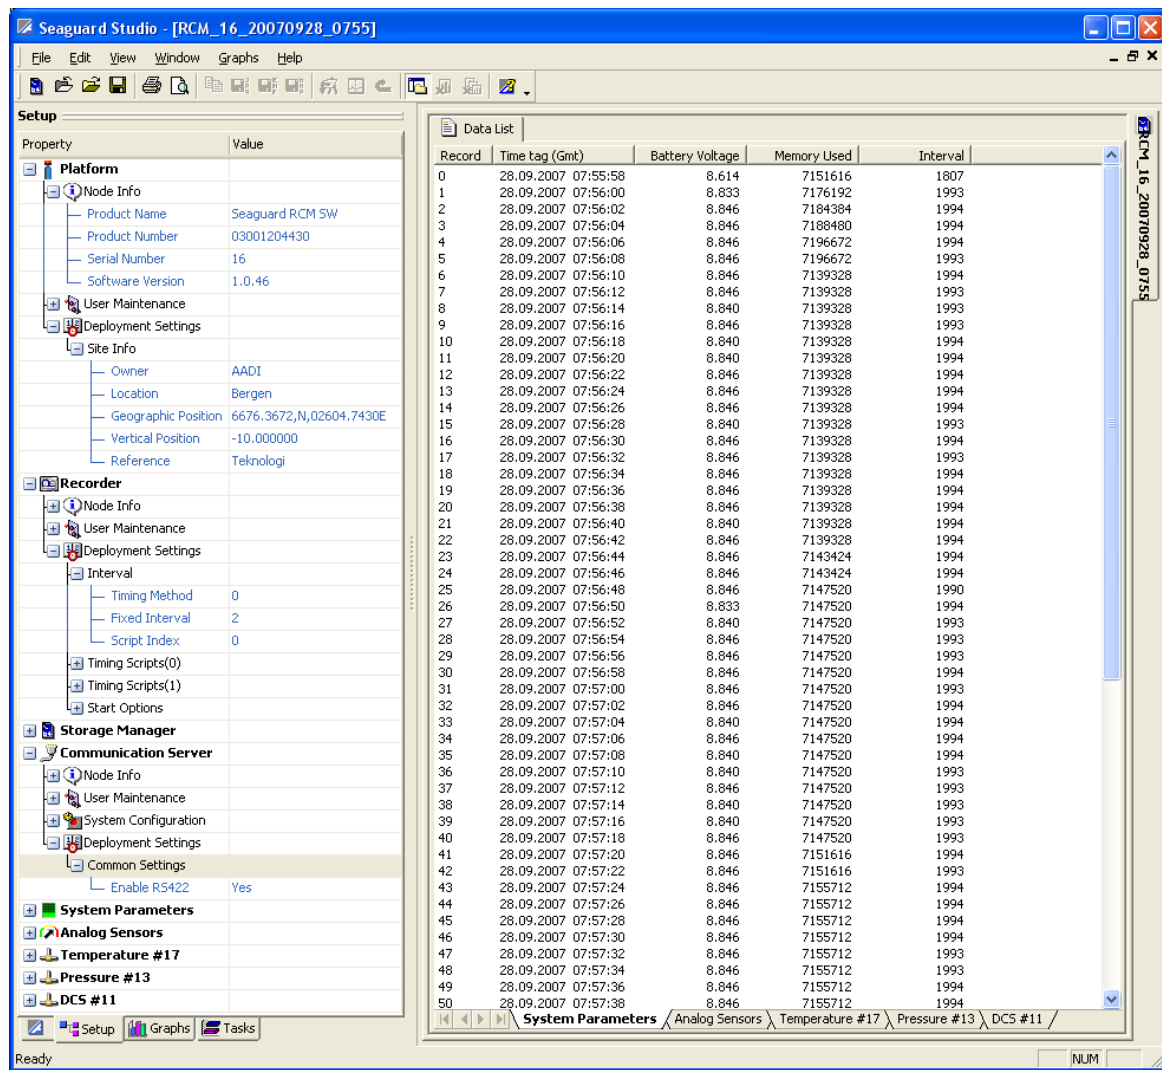 Seaguard Studio - [RCM_16_20070928_0755]
File Edit View Window Graphs Help
Setup
Property Value
Platform
Node Info
Product Name Seaguard RCM SW
Product Number 03001204430
Serial Number 16
Software Version 1.0.46
User Maintenance
Deployment Settings
Site Info
Owner AADI
Location Bergen
Geographic Position 6676.3672,N,02604.7430E
Vertical Position -10.000000
Reference Teknologi
Recorder
Node Info
User Maintenance
Deployment Settings
Interval
Timing Method 0
Fixed Interval 2
Script Index 0
Timing Scripts(0)
Timing Scripts(1)
Start Options
Storage Manager
Communication Server
Node Info
User Maintenance
System Configuration
Deployment Settings
Common Settings
Enable RS422 Yes
System Parameters
Analog Sensors
Temperature #17
Pressure #13
DCS #11
Setup Graphs Tasks
Data List
Record Time tag (Gmt) Battery Voltage Memory Used Interval
0 28.09.2007 07:55:58 8.614 7151616 1807
1 28.09.2007 07:56:00 8.833 7176192 1993
2 28.09.2007 07:56:02 8.846 7184384 1994
3 28.09.2007 07:56:04 8.846 7188480 1994
4 28.09.2007 07:56:06 8.846 7196672 1994
5 28.09.2007 07:56:08 8.846 7196672 1993
6 28.09.2007 07:56:10 8.846 7139328 1994
7 28.09.2007 07:56:12 8.846 7139328 1993
8 28.09.2007 07:56:14 8.840 7139328 1993
9 28.09.2007 07:56:16 8.846 7139328 1993
10 28.09.2007 07:56:18 8.840 7139328 1994
11 28.09.2007 07:56:20 8.840 7139328 1994
12 28.09.2007 07:56:22 8.846 7139328 1994
13 28.09.2007 07:56:24 8.846 7139328 1994
14 28.09.2007 07:56:26 8.846 7139328 1994
15 28.09.2007 07:56:28 8.840 7139328 1993
16 28.09.2007 07:56:30 8.846 7139328 1994
17 28.09.2007 07:56:32 8.846 7139328 1993
18 28.09.2007 07:56:34 8.846 7139328 1994
19 28.09.2007 07:56:36 8.846 7139328 1994
20 28.09.2007 07:56:38 8.846 7139328 1994
21 28.09.2007 07:56:40 8.840 7139328 1994
22 28.09.2007 07:56:42 8.846 7139328 1994
23 28.09.2007 07:56:44 8.846 7143424 1994
24 28.09.2007 07:56:46 8.846 7143424 1994
25 28.09.2007 07:56:48 8.846 7147520 1990
26 28.09.2007 07:56:50 8.833 7147520 1994
27 28.09.2007 07:56:52 8.840 7147520 1993
28 28.09.2007 07:56:54 8.846 7147520 1993
29 28.09.2007 07:56:56 8.846 7147520 1993
30 28.09.2007 07:56:58 8.846 7147520 1994
31 28.09.2007 07:57:00 8.846 7147520 1993
32 28.09.2007 07:57:02 8.846 7147520 1994
33 28.09.2007 07:57:04 8.840 7147520 1994
34 28.09.2007 07:57:06 8.846 7147520 1994
35 28.09.2007 07:57:08 8.840 7147520 1994
36 28.09.2007 07:57:10 8.840 7147520 1993
37 28.09.2007 07:57:12 8.846 7147520 1993
38 28.09.2007 07:57:14 8.840 7147520 1993
39 28.09.2007 07:57:16 8.840 7147520 1993
40 28.09.2007 07:57:18 8.846 7147520 1993
41 28.09.2007 07:57:20 8.846 7151616 1994
42 28.09.2007 07:57:22 8.846 7151616 1993
43 28.09.2007 07:57:24 8.846 7155712 1994
44 28.09.2007 07:57:26 8.846 7155712 1994
45 28.09.2007 07:57:28 8.846 7155712 1994
46 28.09.2007 07:57:30 8.846 7155712 1994
47 28.09.2007 07:57:32 8.846 7155712 1993
48 28.09.2007 07:57:34 8.846 7155712 1993
49 28.09.2007 07:57:36 8.846 7155712 1994
50 28.09.2007 07:57:38 8.846 7155712 1994
System Parameters Analog Sensors Temperature #17 Pressure #13 DCS #11
RCM_16_20070928_0755
Ready NUM